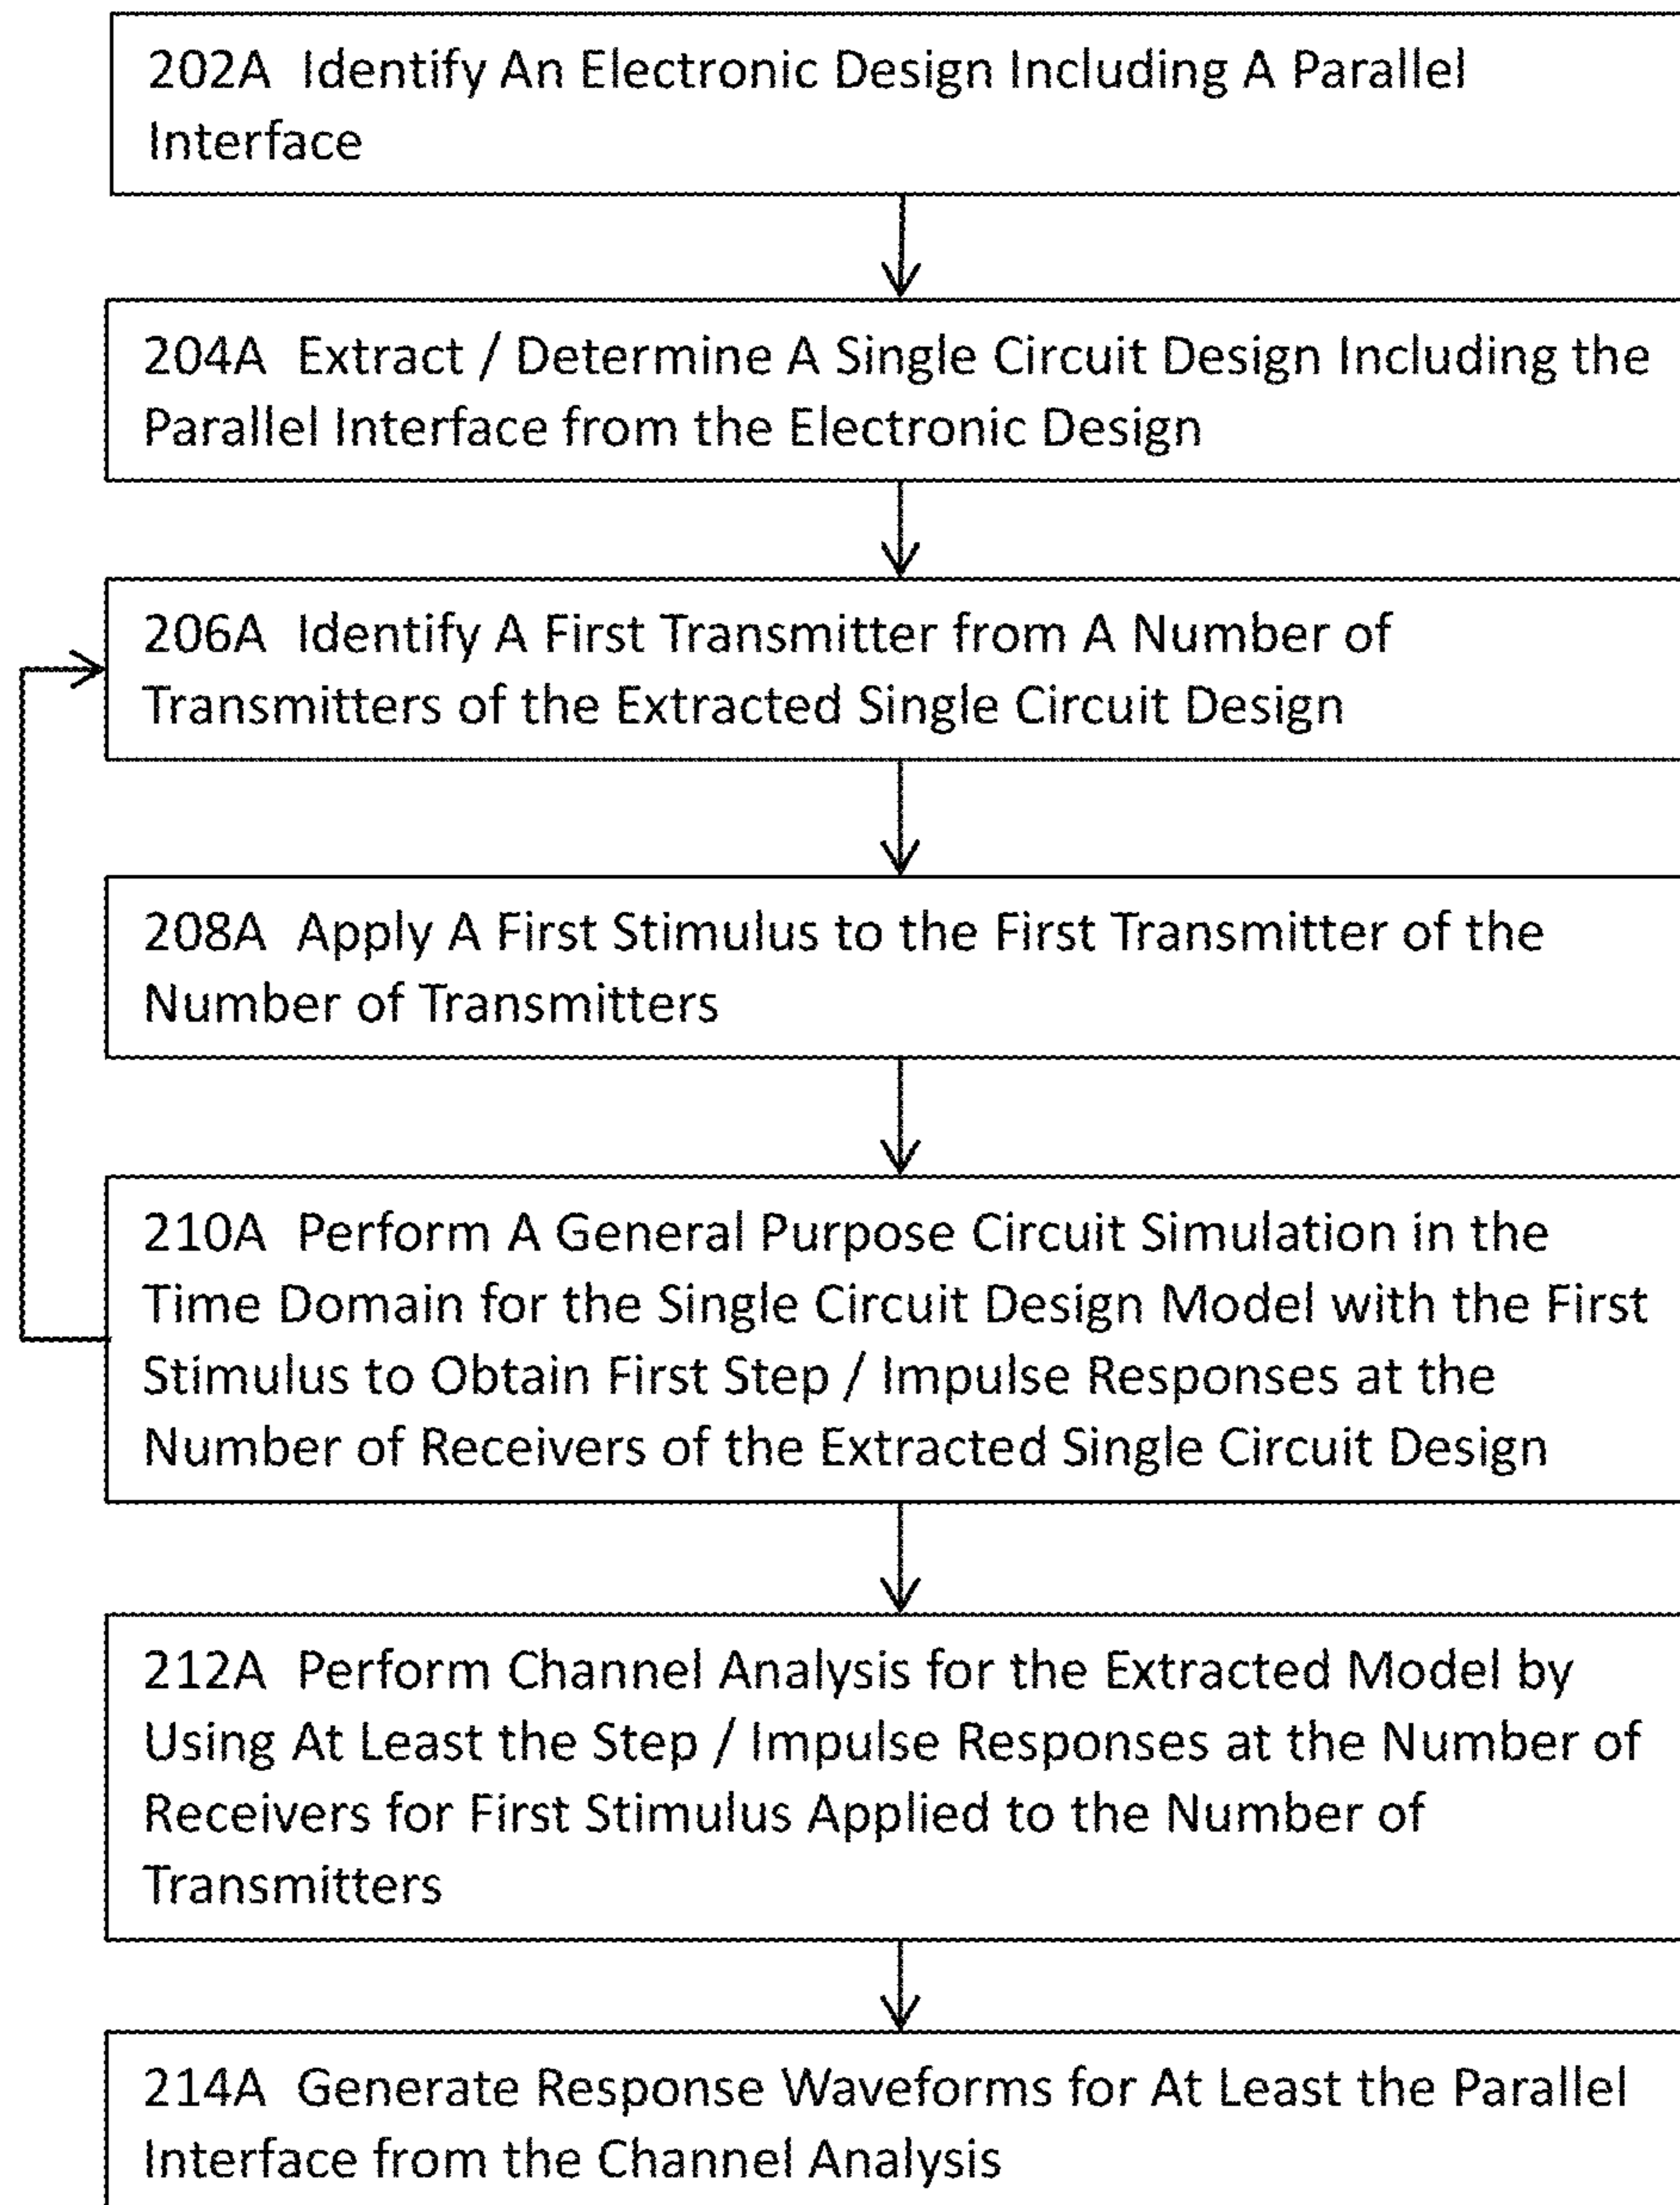 202A Identify An Electronic Design Including A Parallel
Interface
204A Extract / Determine A Single Circuit Design Including the
Parallel Interface from the Electronic Design
206A Identify A First Transmitter from A Number of
Transmitters of the Extracted Single Circuit Design
208A Apply A First Stimulus to the First Transmitter of the
Number of Transmitters
210A Perform A General Purpose Circuit Simulation in the
Time Domain for the Single Circuit Design Model with the First
Stimulus to Obtain First Step / Impulse Responses at the
Number of Receivers of the Extracted Single Circuit Design
212A Perform Channel Analysis for the Extracted Model by
Using At Least the Step / Impulse Responses at the Number of
Receivers for First Stimulus Applied to the Number of
Transmitters
214A Generate Response Waveforms for At Least the Parallel
Interface from the Channel Analysis